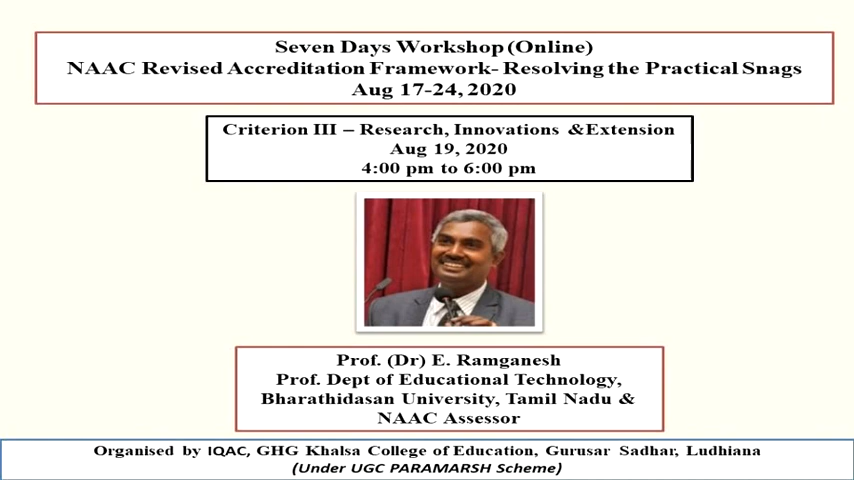 Seven Days Workshop (Online)
NAAC Revised Accreditation Framework- Resolving the Practical Snags
Aug 17-24, 2020
Criterion III – Research, Innovations &Extension
Aug 19, 2020
4:00 pm to 6:00 pm
Prof. (Dr) E. Ramganesh
Prof. Dept of Educational Technology,
Bharathidasan University, Tamil Nadu &
NAAC Assessor
Organised by IQAC, GHG Khalsa College of Education, Gurusar Sadhar, Ludhiana
(Under UGC PARAMARSH Scheme)